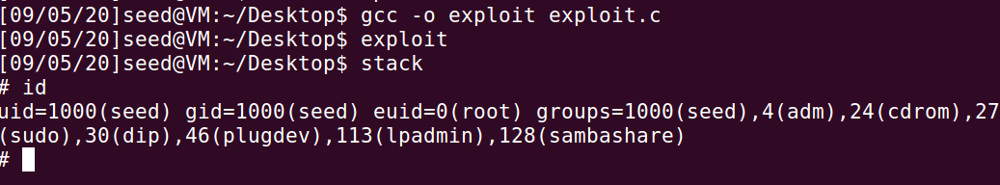 [09/05/20]seed@VM:~/Desktop$ gcc -o exploit exploit.c
[09/05/20]seed@VM:~/Desktop$ exploit
[09/05/20]seed@VM:~/Desktop$ stack
# id
uid=1000(seed) gid=1000(seed) euid=0(root) groups=1000(seed),4(adm),24(cdrom),27
(sudo),30(dip),46(plugdev),113(lpadmin),128(sambashare)
#